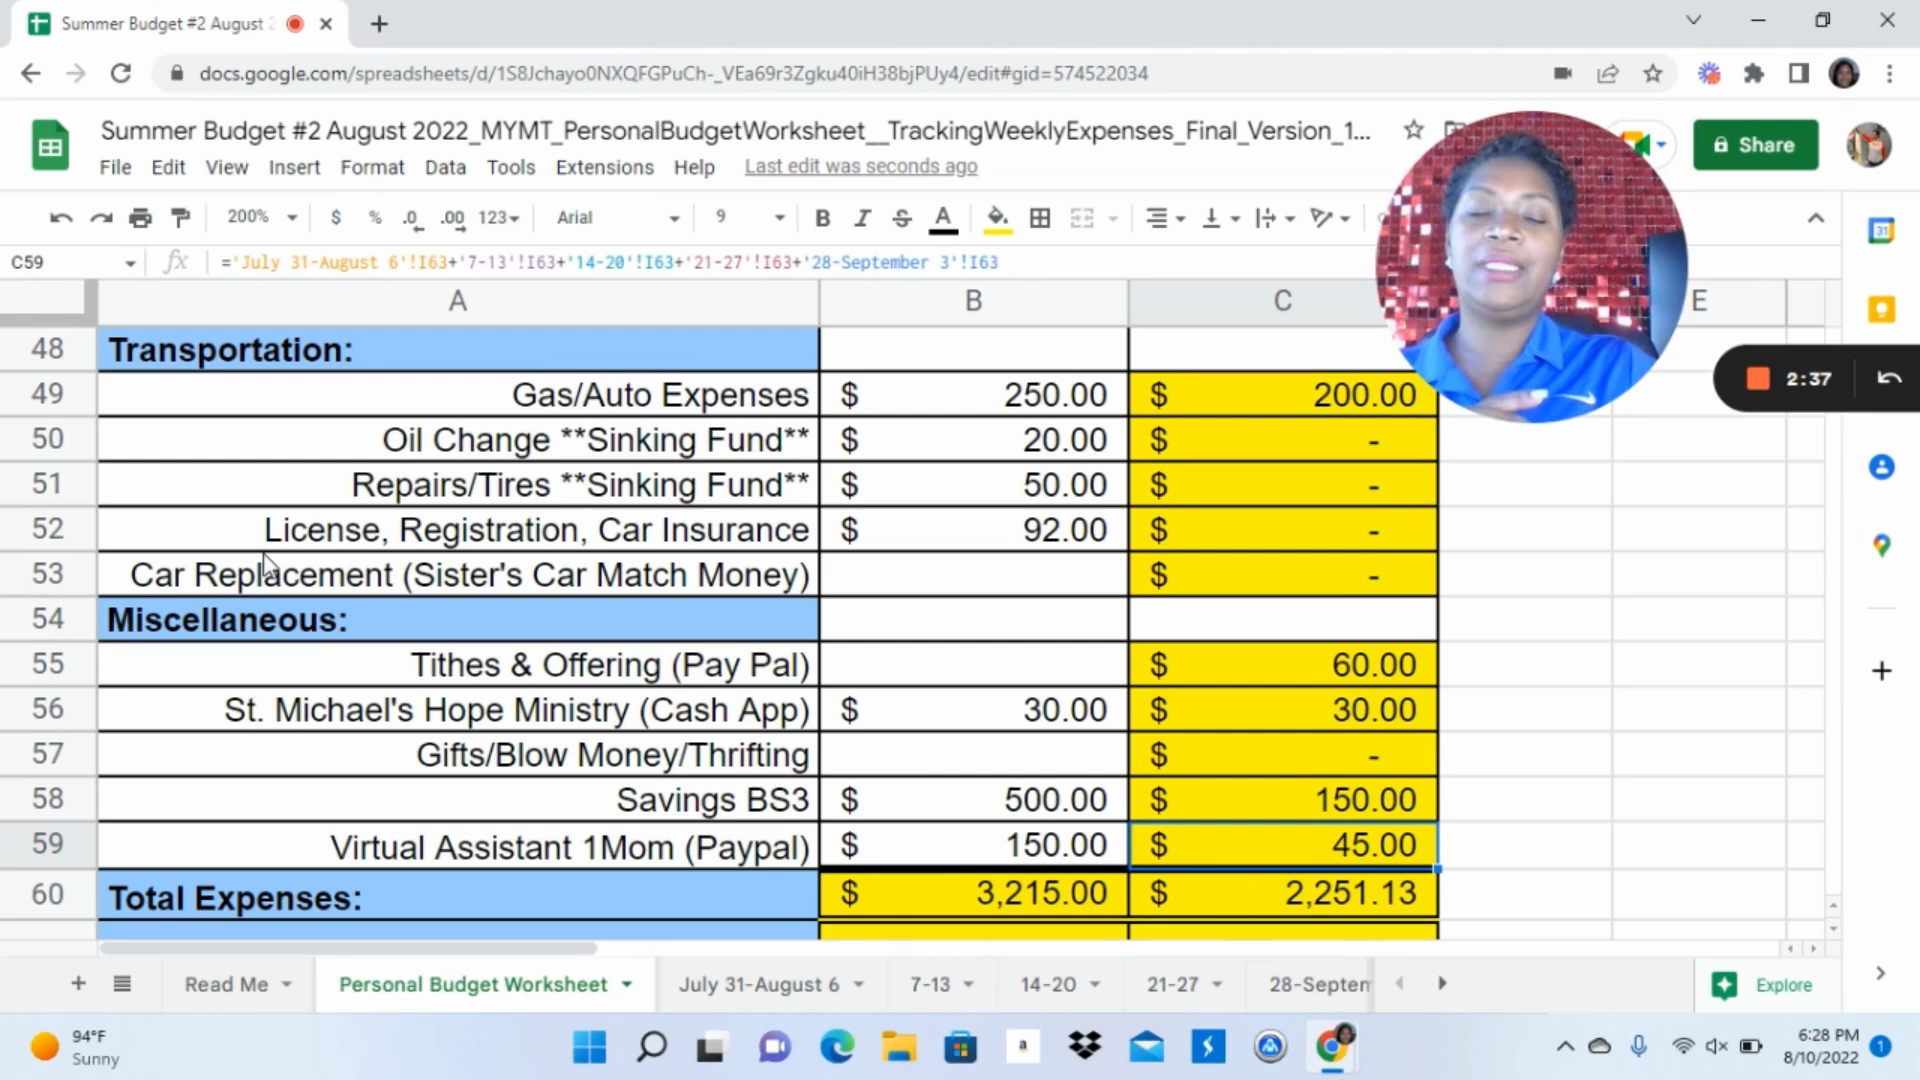 Summer Budget #2 August 2
docs.google.com/spreadsheets/d/1S8Jchayo0NXQFGPuCh-_VEa69r3Zgku40iH38bjPUy4/edit#gid=574522034
Summer Budget #2 August 2022_MYMT_PersonalBudgetWorksheet__TrackingWeeklyExpenses_Final_Version_1...
Share
File Edit View Insert Format Data Tools Extensions Help Last edit was seconds ago
200% $ % .0 .00 123 Arial 9 B I S A
31
C59 fx ='July 31-August 6'!I63+'7-13'!I63+'14-20'!I63+'21-27'!I63+'28-September 3'!I63
A B C E
48 Transportation:
2:37
49 Gas/Auto Expenses $ 250.00 $ 200.00
50 Oil Change **Sinking Fund** $ 20.00 $ -
51 Repairs/Tires **Sinking Fund** $ 50.00 $ -
52 License, Registration, Car Insurance $ 92.00 $ -
53 Car Replacement (Sister's Car Match Money) $ -
54 Miscellaneous:
55 Tithes & Offering (Pay Pal) $ 60.00
56 St. Michael's Hope Ministry (Cash App) $ 30.00 $ 30.00
57 Gifts/Blow Money/Thrifting $ -
58 Savings BS3 $ 500.00 $ 150.00
59 Virtual Assistant 1Mom (Paypal) $ 150.00 $ 45.00
60 Total Expenses: $ 3,215.00 $ 2,251.13
Read Me Personal Budget Worksheet July 31-August 6 7-13 14-20 21-27 28-Septem Explore
94°F
Sunny
a
6:28 PM
8/10/2022
1